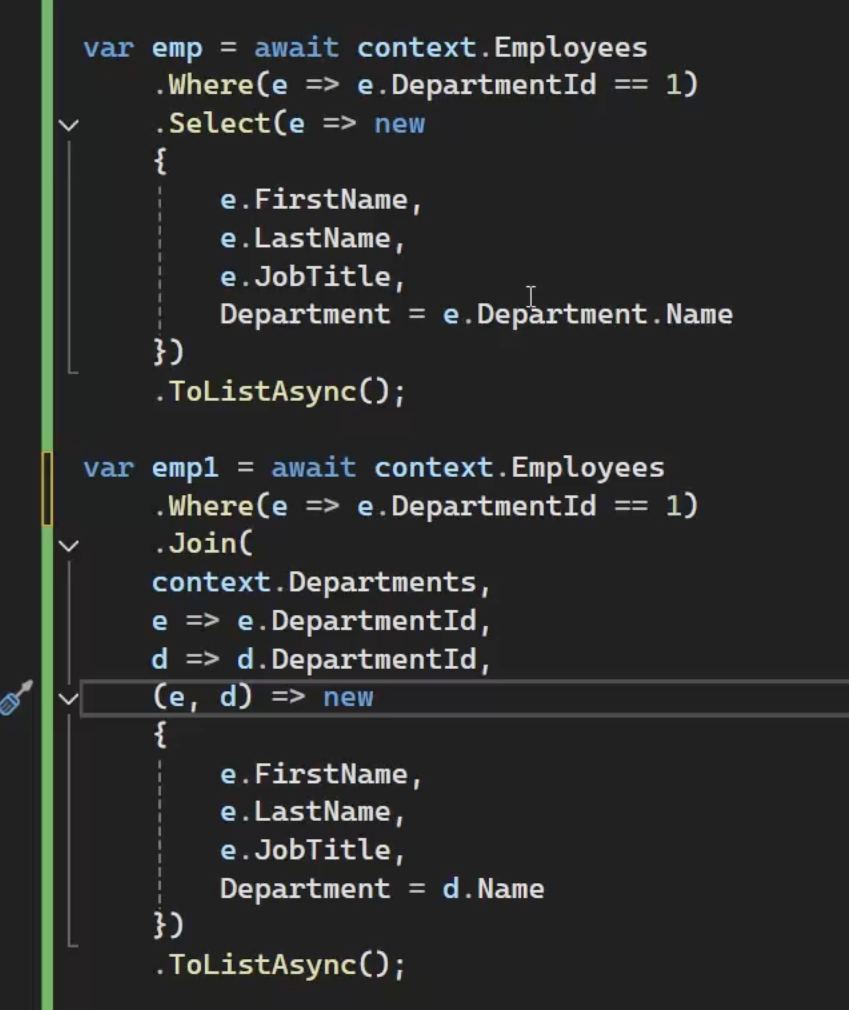 var emp = await context.Employees
.Where(e => e.DepartmentId == 1)
.Select(e => new
{
e.FirstName,
e.LastName,
e.JobTitle,
Department = e.Department.Name
})
.ToListAsync();
var emp1 = await context.Employees
.Where(e => e.DepartmentId == 1)
.Join(
context.Departments,
e => e.DepartmentId,
d => d.DepartmentId,
(e, d) => new
{
e.FirstName,
e.LastName,
e.JobTitle,
Department = d.Name
})
.ToListAsync();